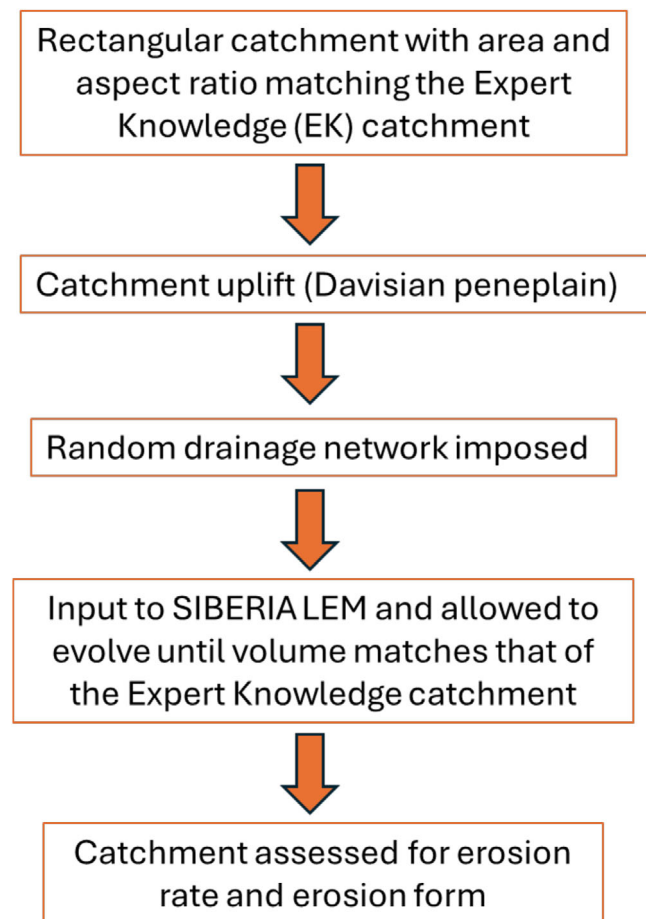 Rectangular catchment with area and
aspect ratio matching the Expert
Knowledge (EK) catchment
Catchment uplift (Davisian peneplain)
Random drainage network imposed
Input to SIBERIA LEM and allowed to
evolve until volume matches that of
the Expert Knowledge catchment
Catchment assessed for erosion
rate and erosion form